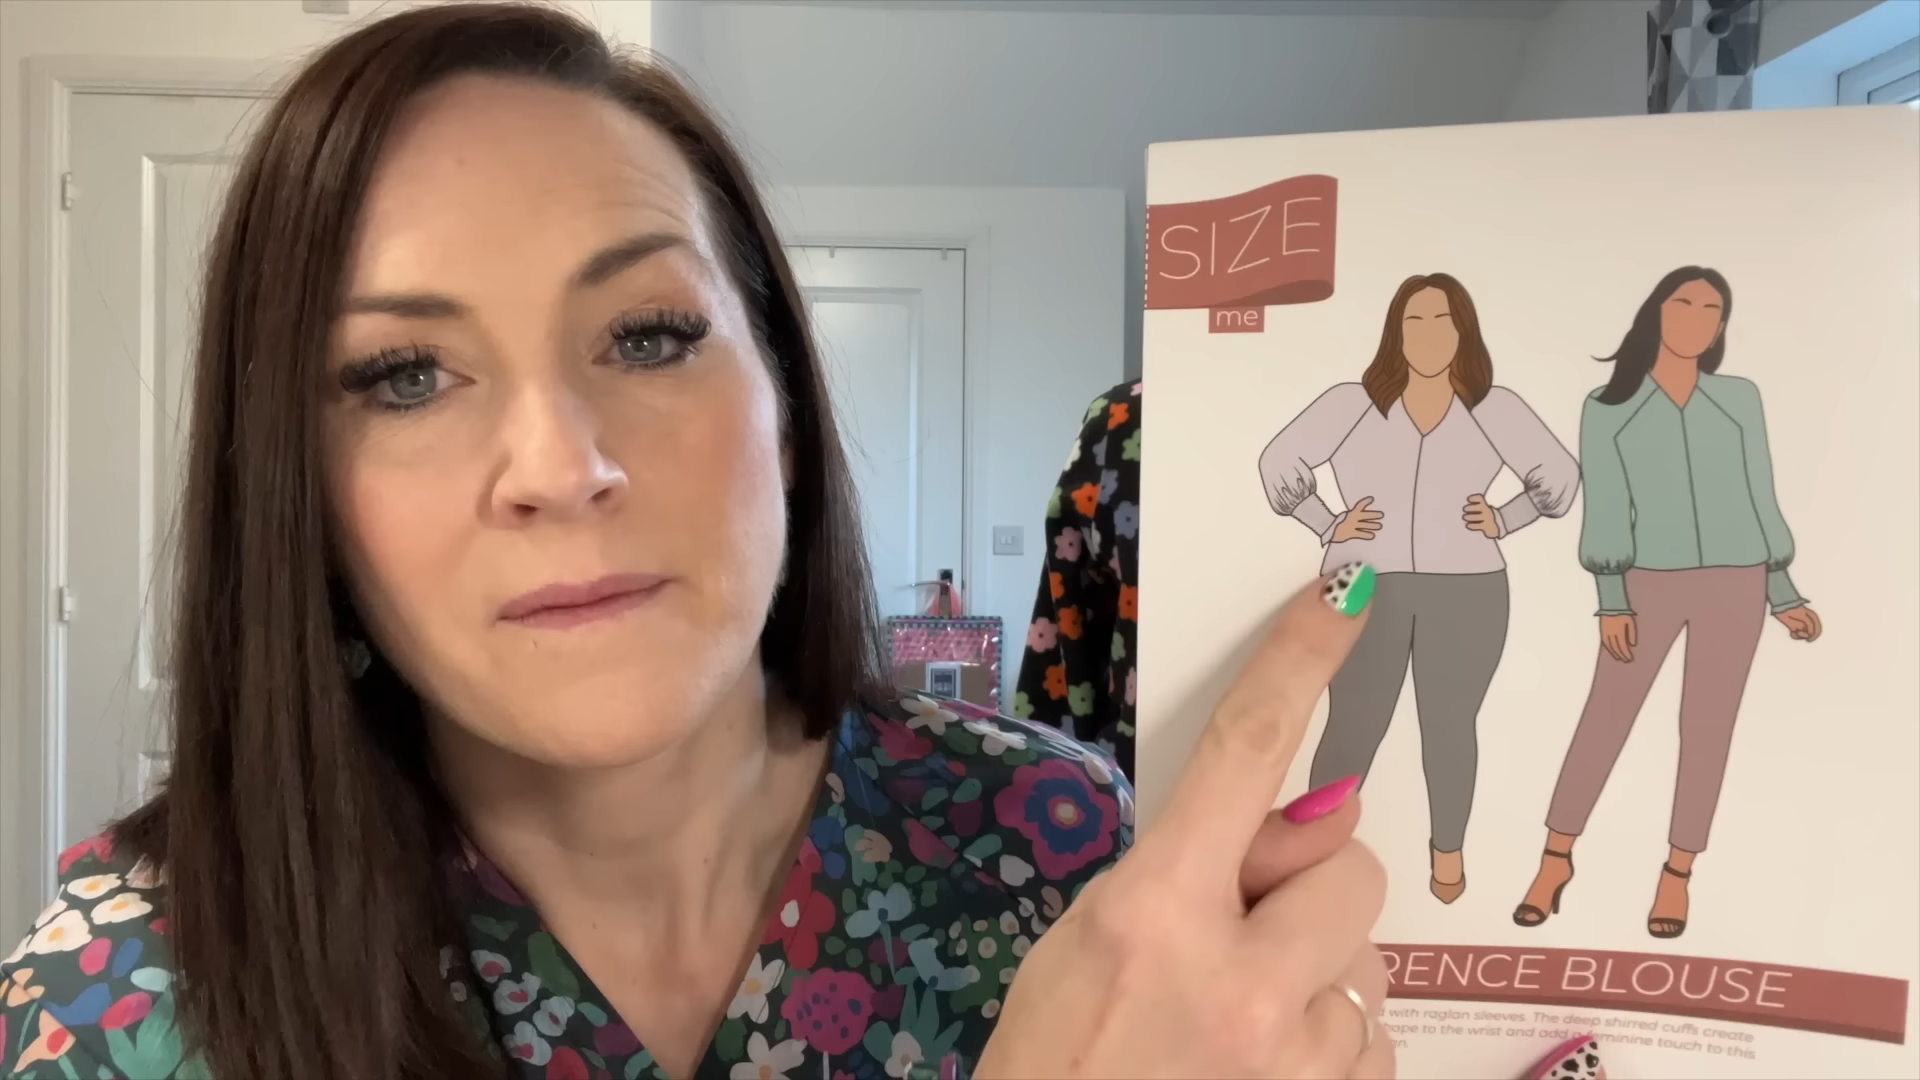 SIZE
me
RENCE BLOUSE
with raglan sleeves. The deep shirred cuffs create
to the wrist and add a feminine touch to this